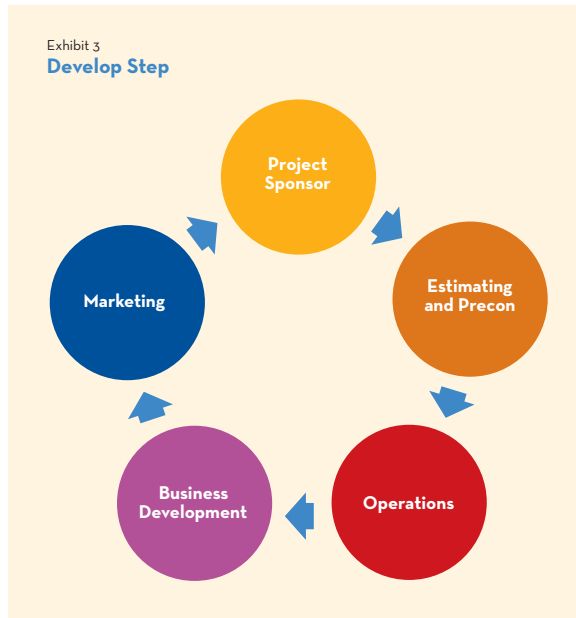 Exhibit 3
Develop Step
Project
Sponsor
Estimating
and Precon
Operations
Business
Development
Marketing